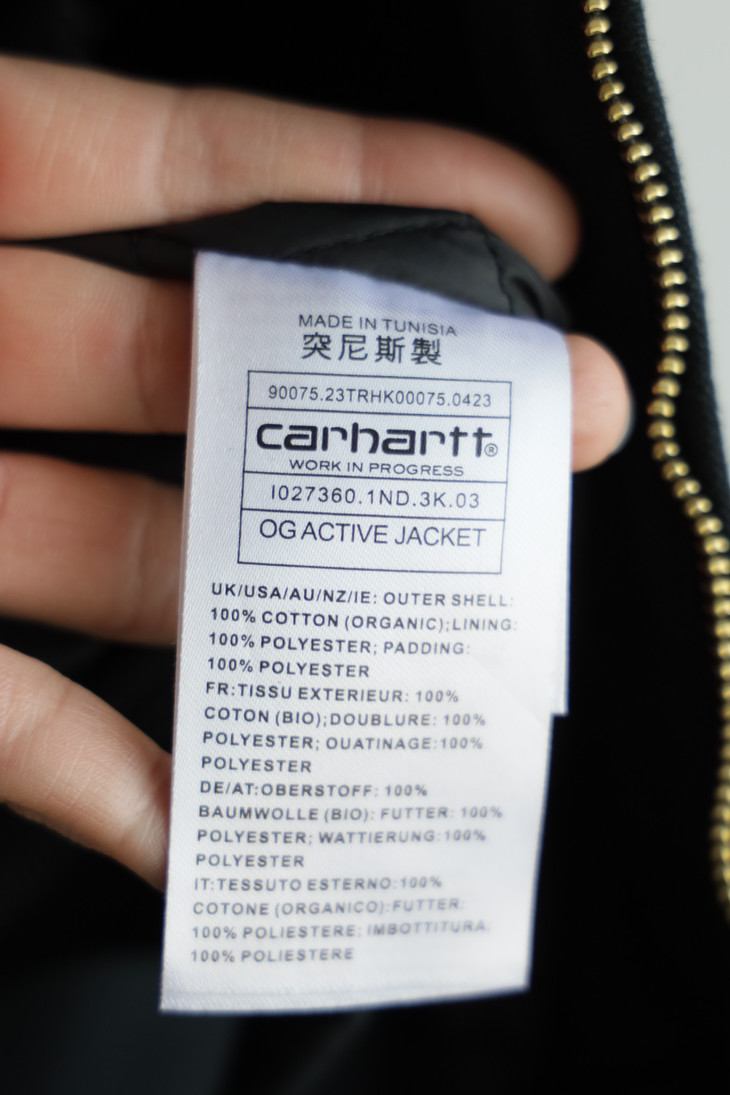 MADE IN TUNISIA
突尼斯製
90075.23TRHK00075.0423
carhartt®
WORK IN PROGRESS
I027360.1ND.3K.03
OG ACTIVE JACKET
UK/USA/AU/NZ/IE: OUTER SHELL:
100% COTTON (ORGANIC);LINING:
100% POLYESTER; PADDING:
100% POLYESTER
FR:TISSU EXTERIEUR: 100%
COTON (BIO);DOUBLURE: 100%
POLYESTER; OUATINAGE:100%
POLYESTER
DE/AT:OBERSTOFF: 100%
BAUMWOLLE (BIO): FUTTER: 100%
POLYESTER; WATTIERUNG:100%
POLYESTER
IT:TESSUTO ESTERNO:100%
COTONE (ORGANICO):FUTTER:
100% POLIESTERE; IMBOTTITURA:
100% POLIESTERE